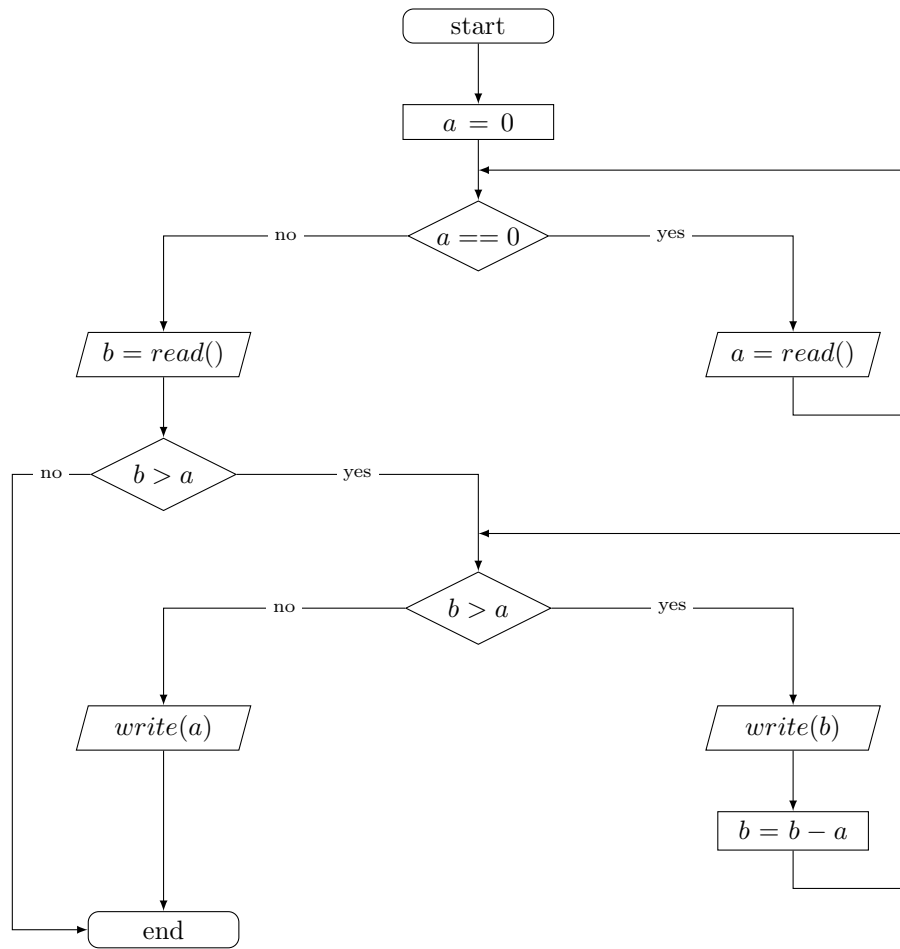 start
a = 0
a == 0
no
yes
b = read()
a = read()
b > a
no
yes
b > a
no
yes
write(a)
write(b)
b = b − a
end